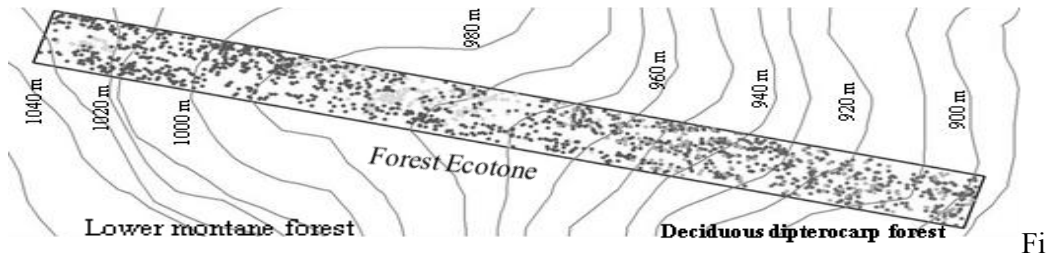 1040 m
1020 m
1000 m
980 m
960 m
940 m
920 m
900 m
Forest Ecotone
Lower montane forest
Deciduous dipterocarp forest
Fi